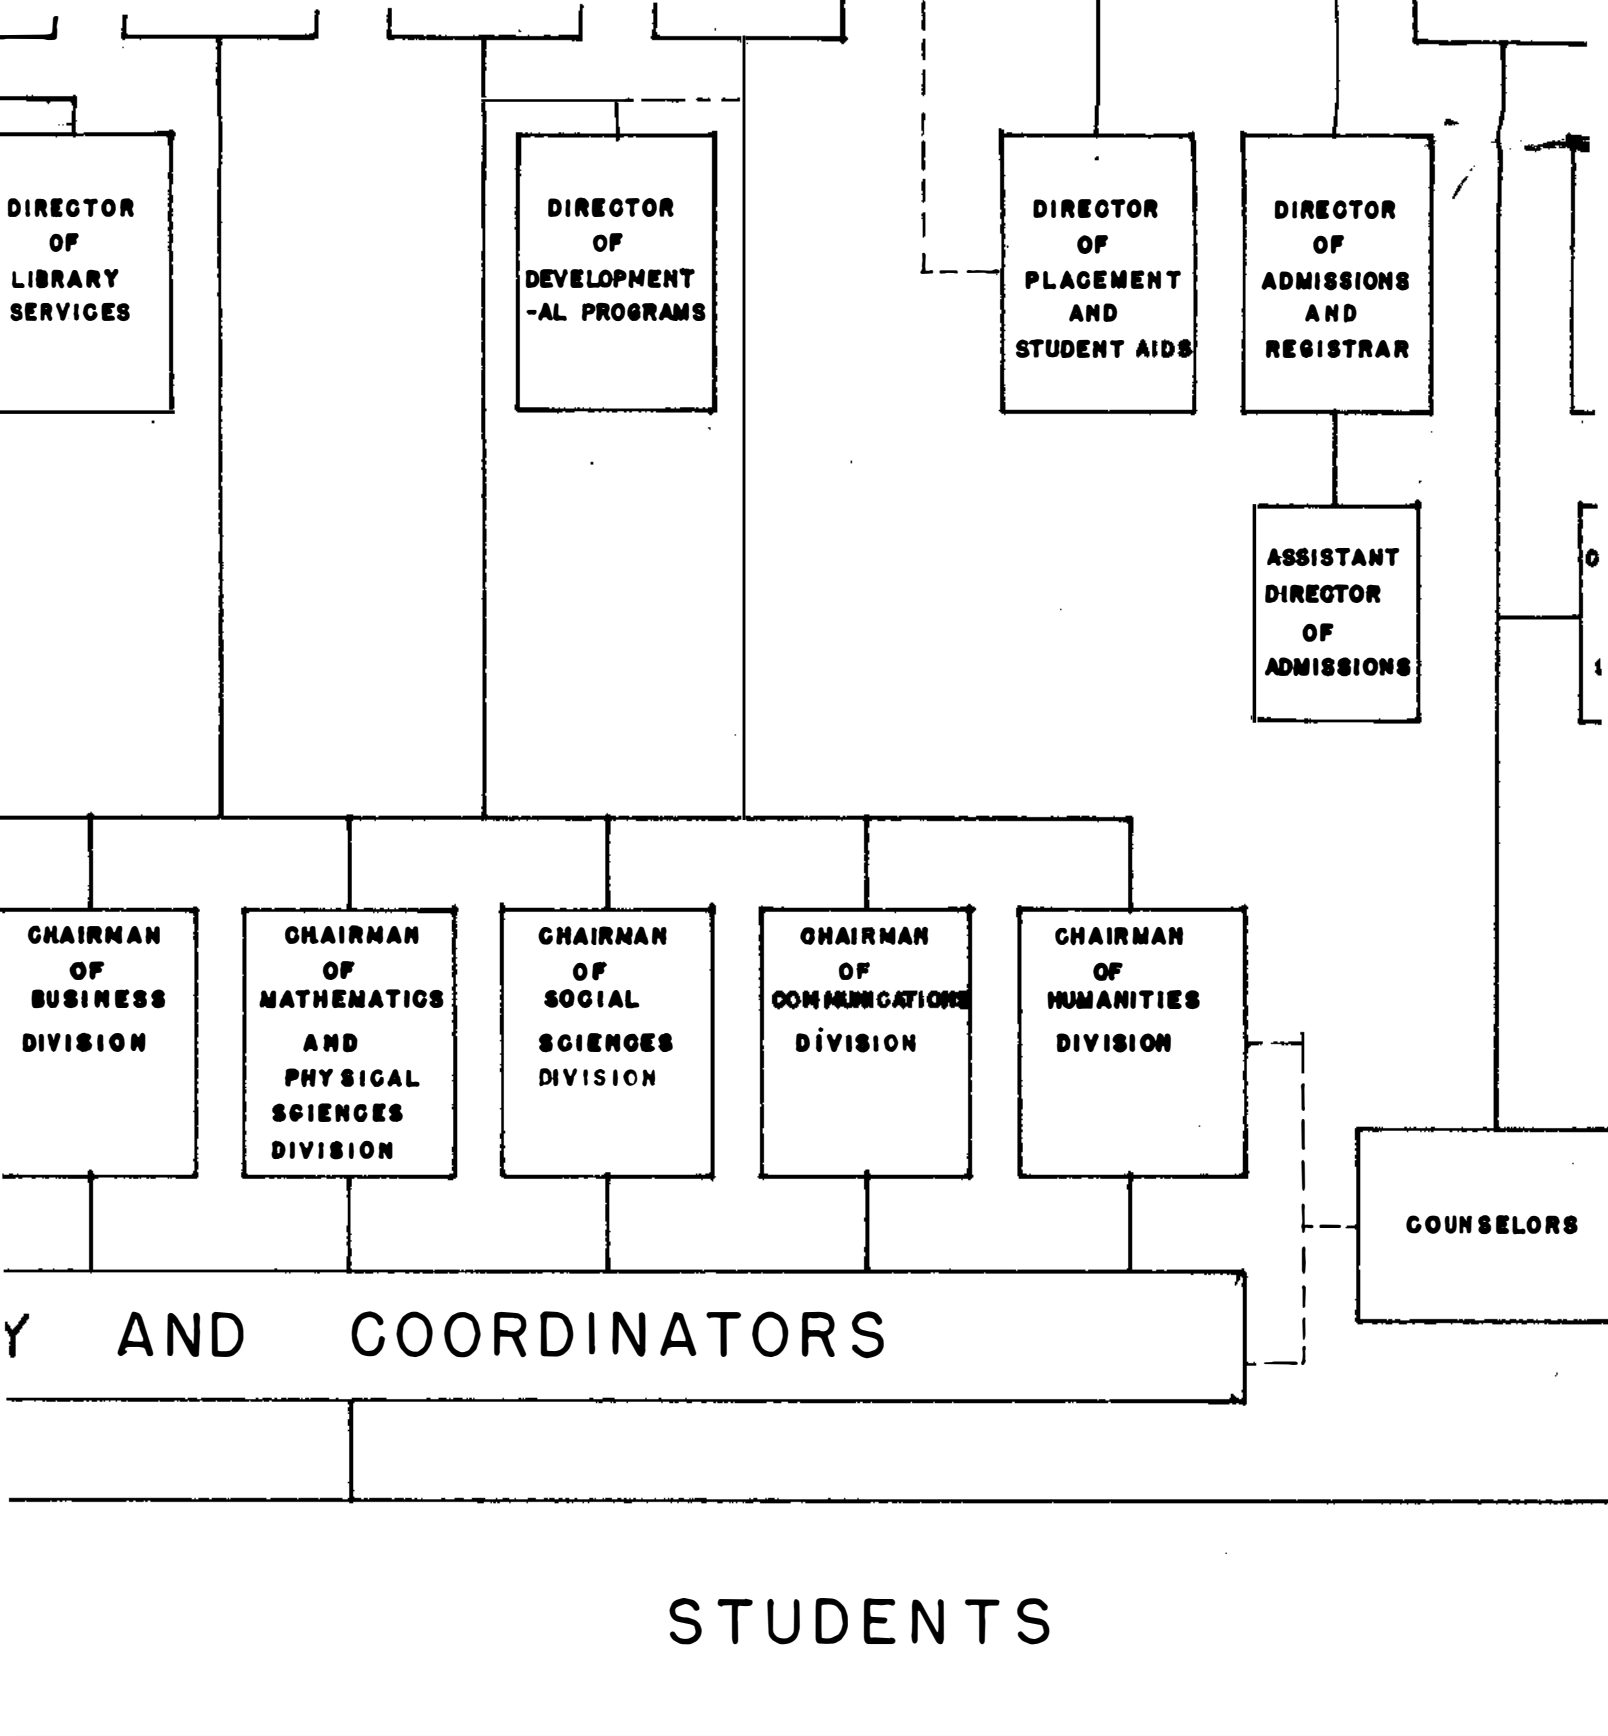 DIRECTOR
OF
LIBRARY
SERVICES
DIRECTOR
OF
DEVELOPMENT
-AL PROGRAMS
DIRECTOR
OF
PLACEMENT
AND
STUDENT AIDS
DIRECTOR
OF
ADMISSIONS
AND
REGISTRAR
ASSISTANT
DIRECTOR
OF
ADMISSIONS
CHAIRMAN
OF
BUSINESS
DIVISION
CHAIRMAN
OF
MATHEMATICS
AND
PHYSICAL
SCIENCES
DIVISION
CHAIRMAN
OF
SOCIAL
SCIENCES
DIVISION
CHAIRMAN
OF
COMMUNICATIONS
DIVISION
CHAIRMAN
OF
HUMANITIES
DIVISION
COUNSELORS
Y AND COORDINATORS
STUDENTS